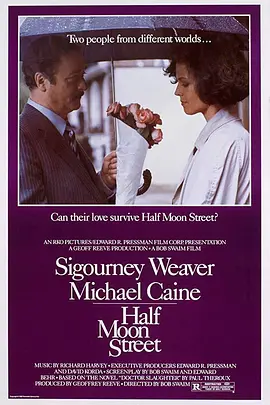 Two people from different worlds...
Can their love survive Half Moon Street?
AN RKO PICTURES/EDWARD R. PRESSMAN FILM CORP. PRESENTATION
A GEOFF REEVE PRODUCTION • A BOB SWAIM FILM
Sigourney Weaver
Michael Caine
Half
Moon
Street
MUSIC BY RICHARD HARVEY • EXECUTIVE PRODUCERS EDWARD R. PRESSMAN
AND DAVID KORDA • SCREENPLAY BY BOB SWAIM AND EDWARD
BEHR • BASED ON THE NOVEL "DOCTOR SLAUGHTER" BY PAUL THEROUX
PRODUCED BY GEOFFREY REEVE • DIRECTED BY BOB SWAIM
R RESTRICTED